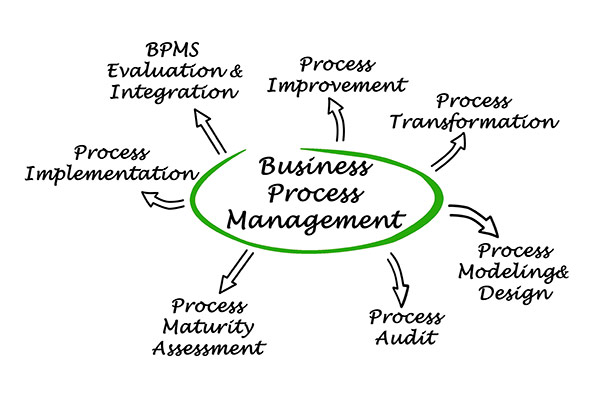 BPMS
Evaluation &
Integration
Process
Improvement
Process
Transformation
Process
Implementation
Business
Process
Management
Process
Modeling&
Design
Process
Maturity
Assessment
Process
Audit